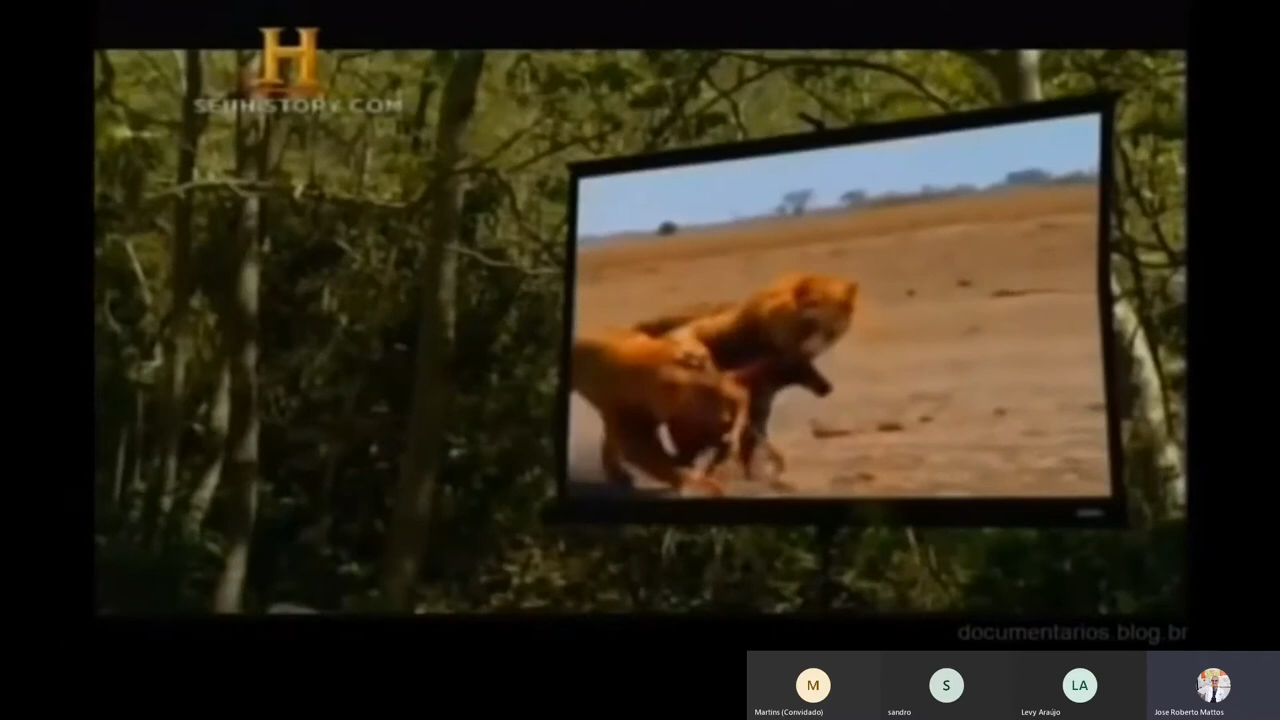 H
SEUHISTORY.COM
documentarios.blog.br
M
S
LA
Martins (Convidado)
sandro
Levy Araújo
Jose Roberto Mattos